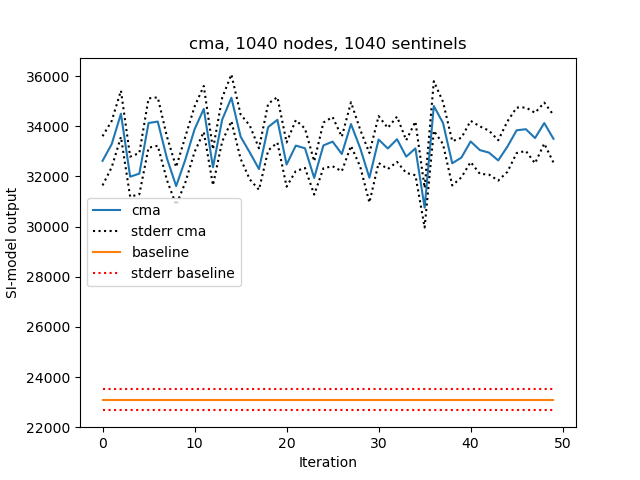 cma, 1040 nodes, 1040 sentinels
SI-model output
36000
34000
32000
30000
28000
26000
24000
22000
cma
stderr cma
baseline
stderr baseline
0
10
20
30
40
50
Iteration